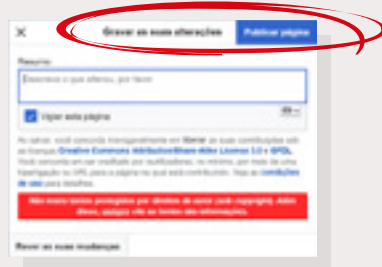 Gravar as suas alterações
Publicar página
Resumo:
Descreva o que alterou, por favor
Vigiar esta página
Ao salvar, você concorda irrevogavelmente em liberar as suas contribuições sob
as licenças Creative Commons Attribution/Share-Alike License 3.0 e GFDL.
Você concorda em ser creditado por reutilizadores, no mínimo, por meio de uma
hiperligação ou URL para a página na qual está contribuindo. Veja as condições
de uso para detalhes.
Não insira textos protegidos por direitos de autor (sob copyright). Além
disso, sempre cite as fontes das informações.
Rever as suas mudanças